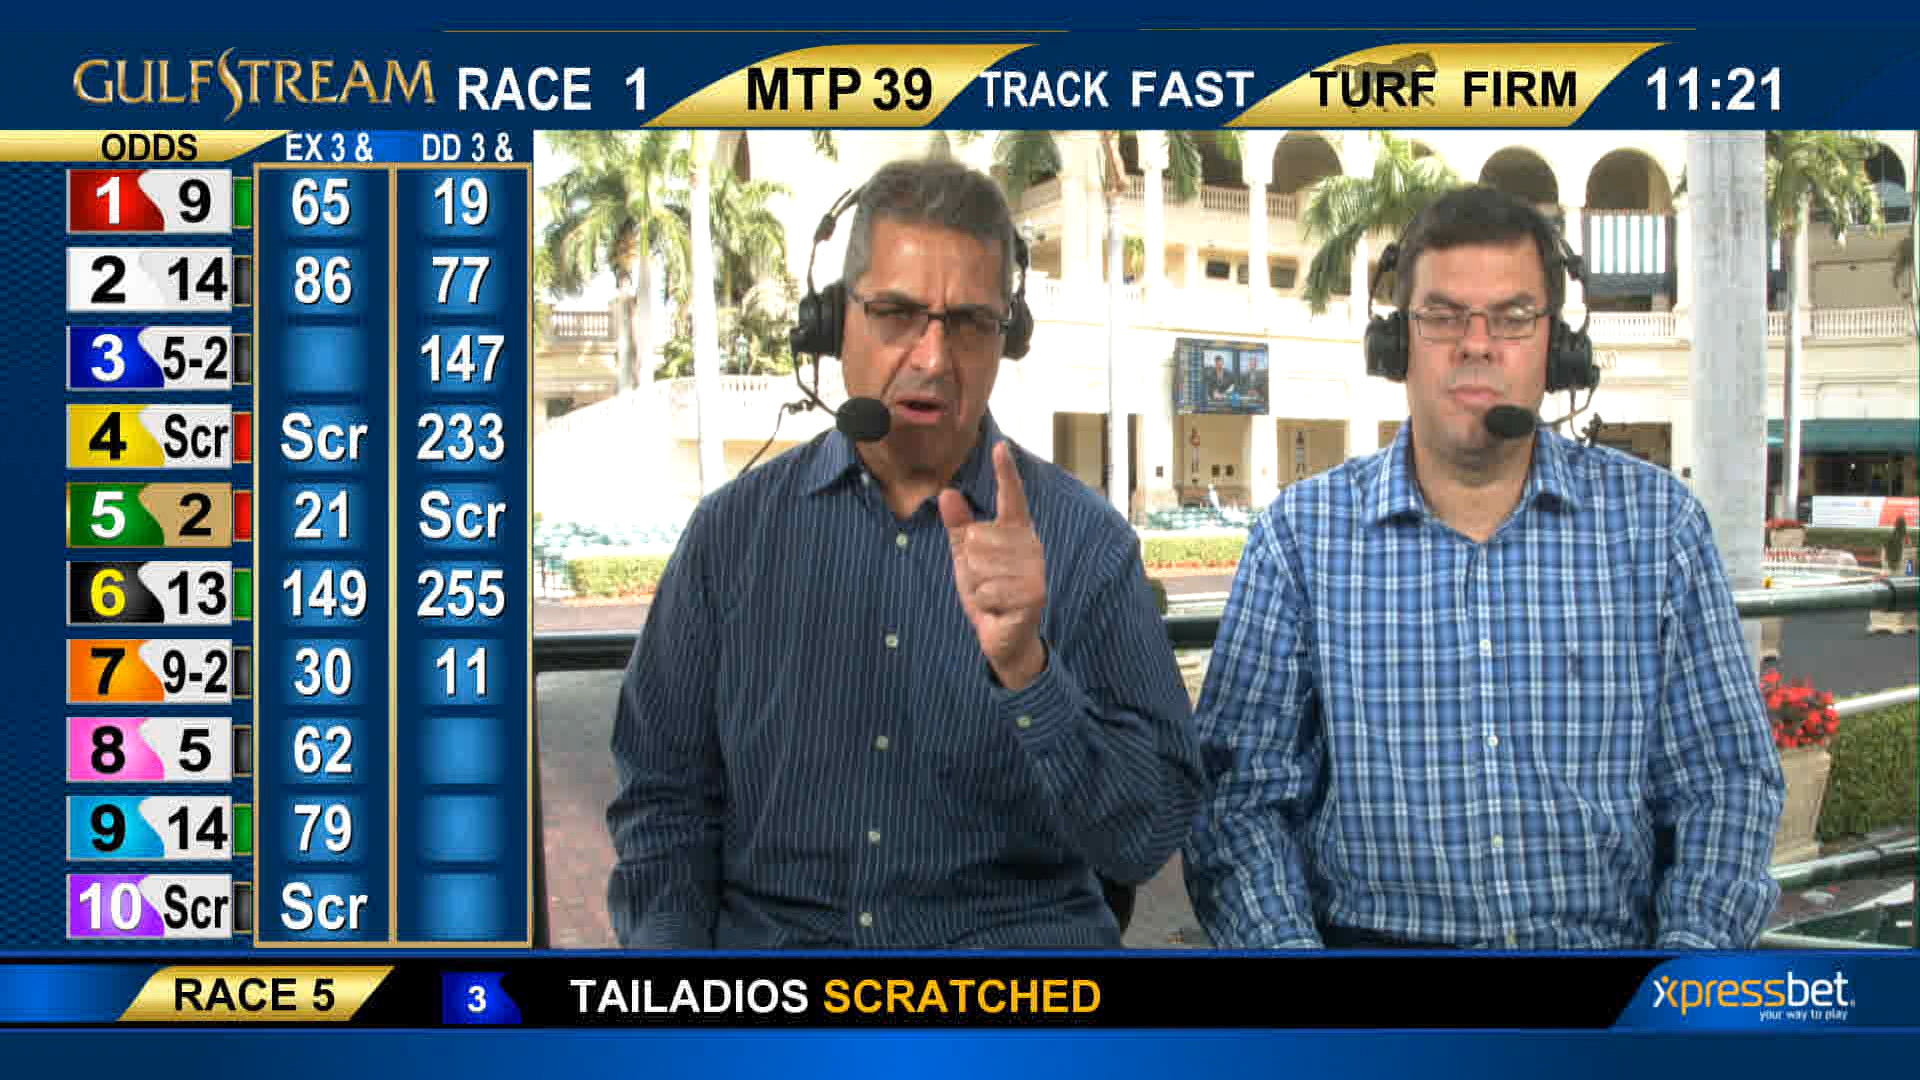 GULFSTREAM RACE 1 MTP 39 TRACK FAST TURF FIRM 11:21
ODDS EX 3 & DD 3 &
1 9 65 19
2 14 86 77
3 5-2 147
4 Scr Scr 233
5 2 21 Scr
6 13 149 255
7 9-2 30 11
8 5 62
9 14 79
10 Scr Scr
RACE 5 3 TAILADIOS SCRATCHED
xpressbet.
your way to play